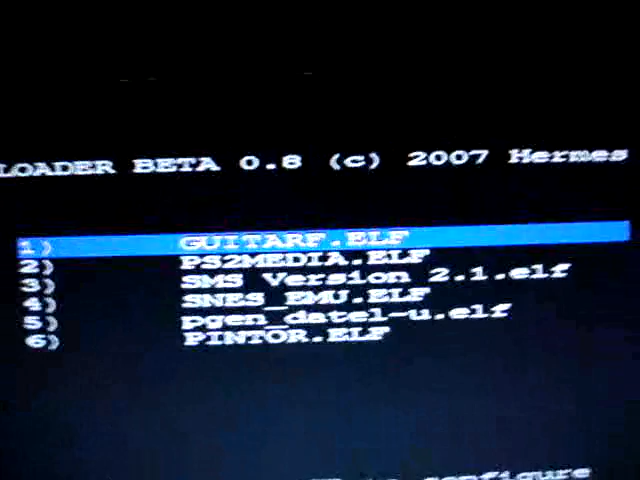 LOADER BETA 0.8 (c) 2007 Hermes
1) GUITARF.ELF
2) PS2MEDIA.ELF
3) SMS Version 2.1.elf
4) SNES_EMU.ELF
5) pgen_datel-u.elf
6) PINTOR.ELF
configure